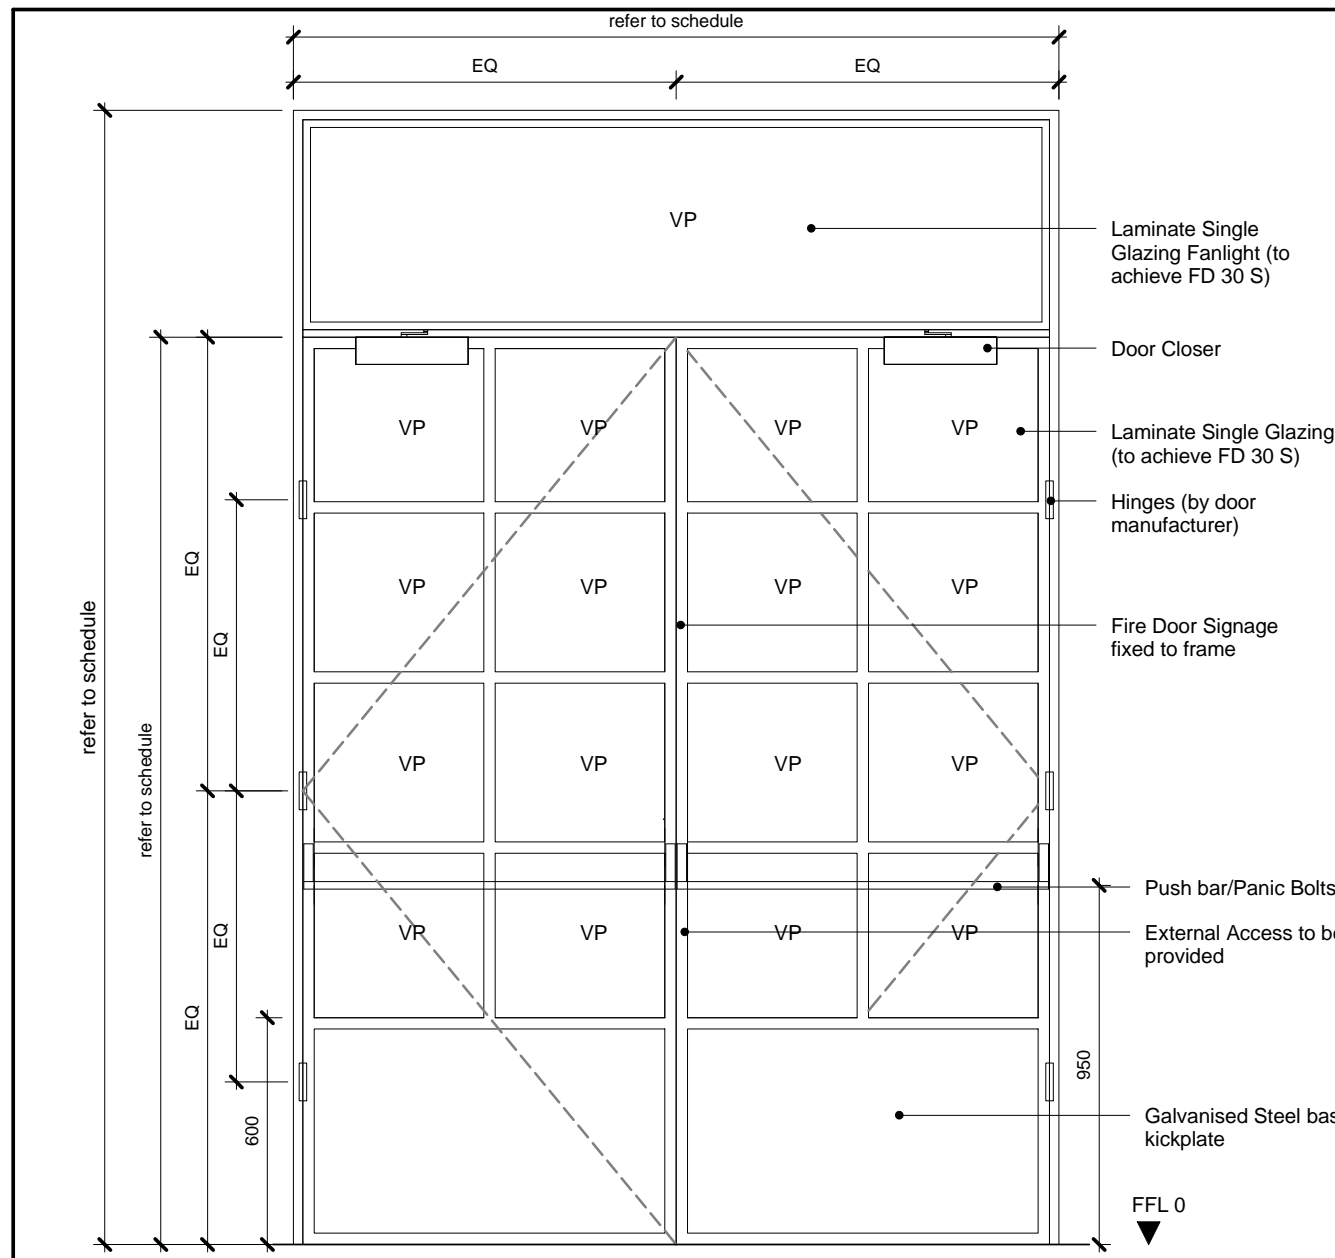 refer to schedule
EQ
EQ
VP
Laminate Single
Glazing Fanlight (to
achieve FD 30 S)
Door Closer
VP
VP
VP
VP
Laminate Single Glazing
(to achieve FD 30 S)
Hinges (by door
manufacturer)
EQ
EQ
VP
VP
VP
VP
Fire Door Signage
fixed to frame
refer to schedule
refer to schedule
VP
VP
VP
VP
Push bar/Panic Bolts
EQ
EQ
VP
VP
VP
VP
External Access to be
provided
950
600
Galvanised Steel bas
kickplate
FFL 0